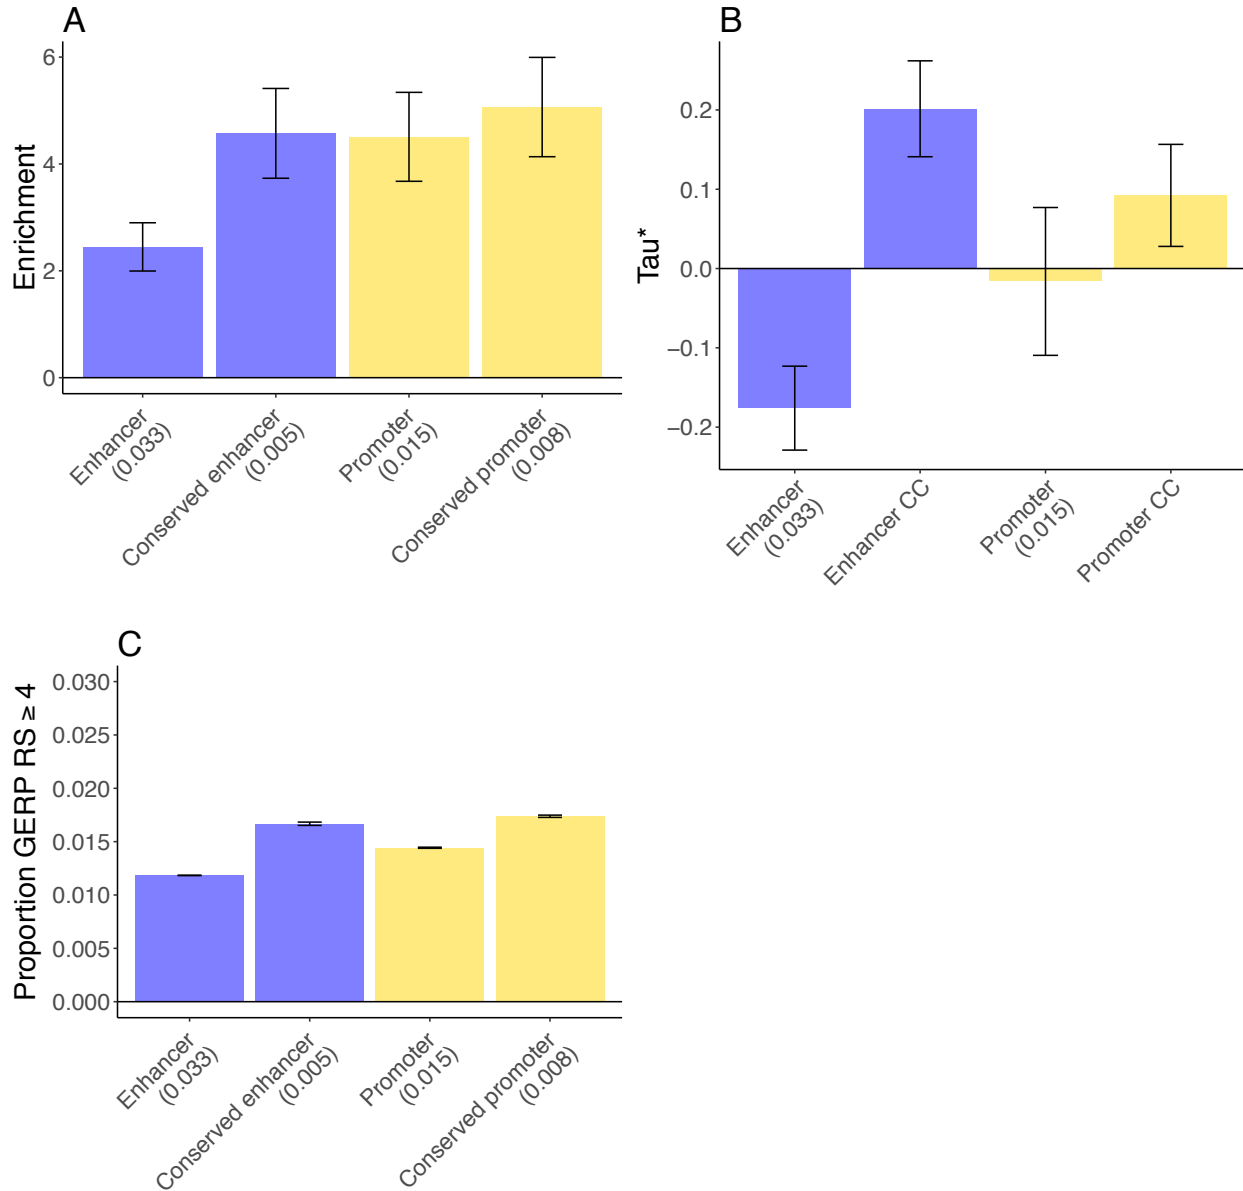 A
Enrichment
6
4
2
0
Enhancer
(0.033)
Conserved enhancer
(0.005)
Promoter
(0.015)
Conserved promoter
(0.008)
B
Tau*
0.2
0.1
0.0
−0.1
−0.2
Enhancer
(0.033)
Enhancer CC
Promoter
(0.015)
Promoter CC
C
Proportion GERP RS ≥ 4
0.030
0.025
0.020
0.015
0.010
0.005
0.000
Enhancer
(0.033)
Conserved enhancer
(0.005)
Promoter
(0.015)
Conserved promoter
(0.008)